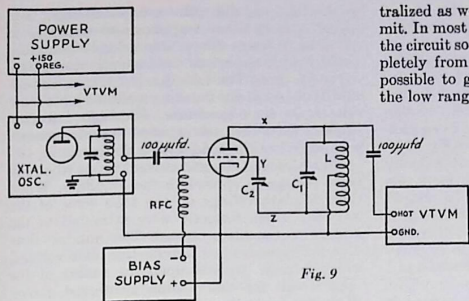 POWER
SUPPLY
- +150
REG.
VTVM
XTAL.
OSC.
100µµfd.
RFC
BIAS
SUPPLY
-
+
X
Y
Z
C2
C1
L
100µµfd.
HOT VTVM
GND.
Fig. 9
tralized as w
mit. In most
the circuit so
pletely from
possible to g
the low rang